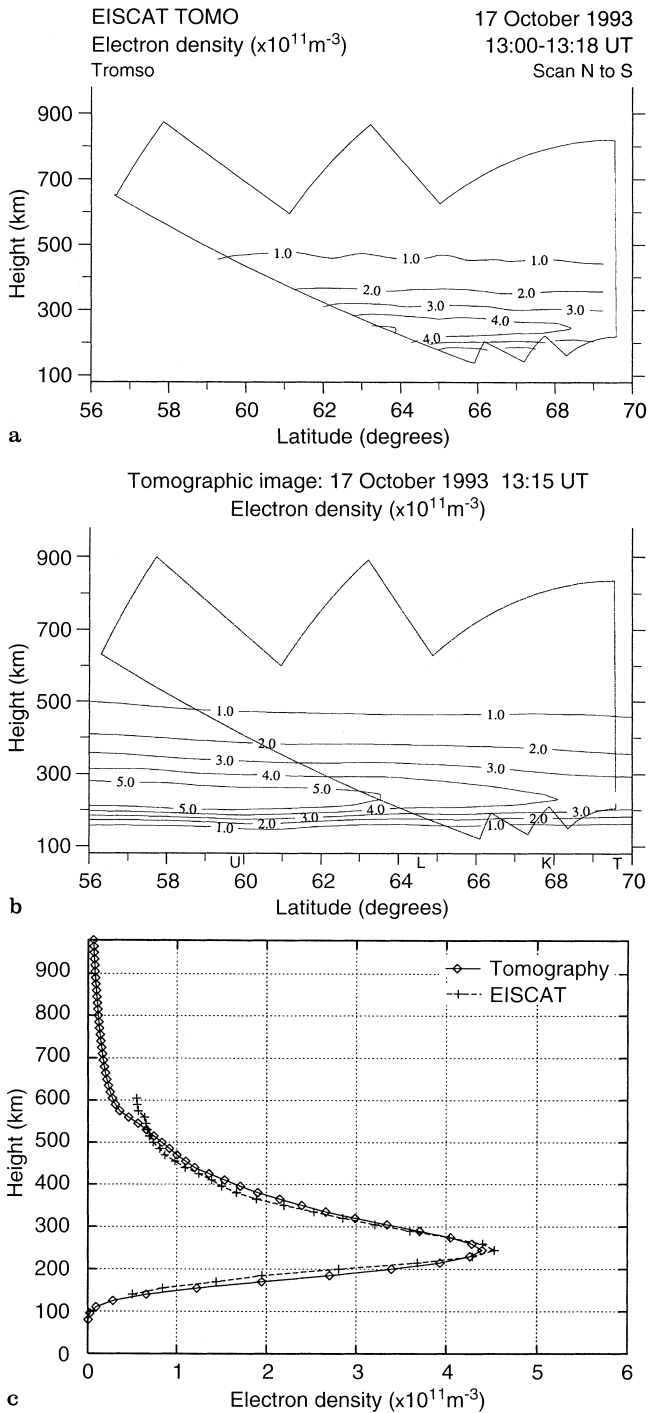 EISCAT TOMO 17 October 1993
Electron density (x10¹¹m⁻³) 13:00-13:18 UT
Tromso Scan N to S
900
700
500
300
100
Height (km)
1.0 1.0 1.0
2.0 2.0
3.0 3.0
4.0
4.0
56 58 60 62 64 66 68 70
Latitude (degrees)
a
Tomographic image: 17 October 1993 13:15 UT
Electron density (x10¹¹m⁻³)
900
700
500
300
100
Height (km)
1.0 1.0
2.0 2.0
3.0 3.0
4.0
5.0 5.0
5.0 4.0 3.0
3.0 2.0
2.0 1.0
1.0
U L K T
56 58 60 62 64 66 68 70
Latitude (degrees)
b
900
800
700
600
500
400
300
200
100
0
Height (km)
Tomography
EISCAT
0 1 2 3 4 5 6
Electron density (x10¹¹m⁻³)
c